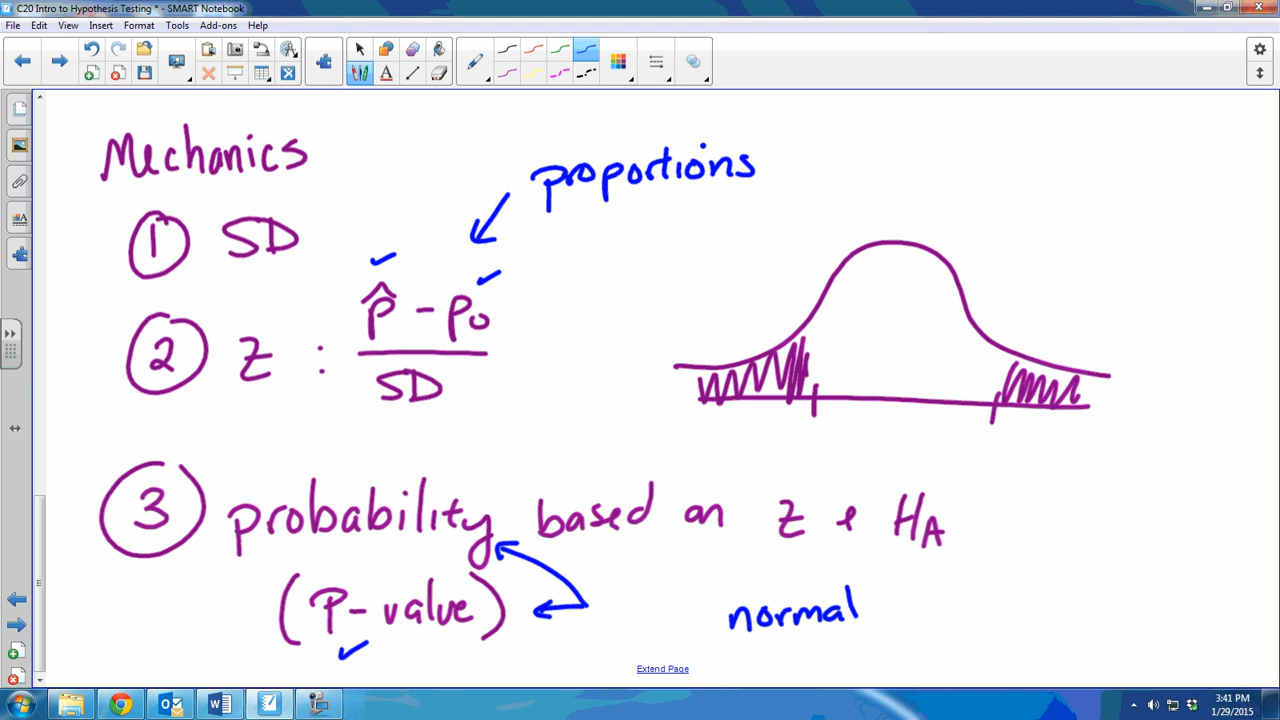 C20 Intro to Hypothesis Testing * - SMART Notebook
File Edit View Insert Format Tools Add-ons Help
Mechanics
proportions
1 SD
2 z : p̂ - p₀
SD
3 probability based on z & H_A
(P-value)
normal
Extend Page
3:41 PM
1/29/2015